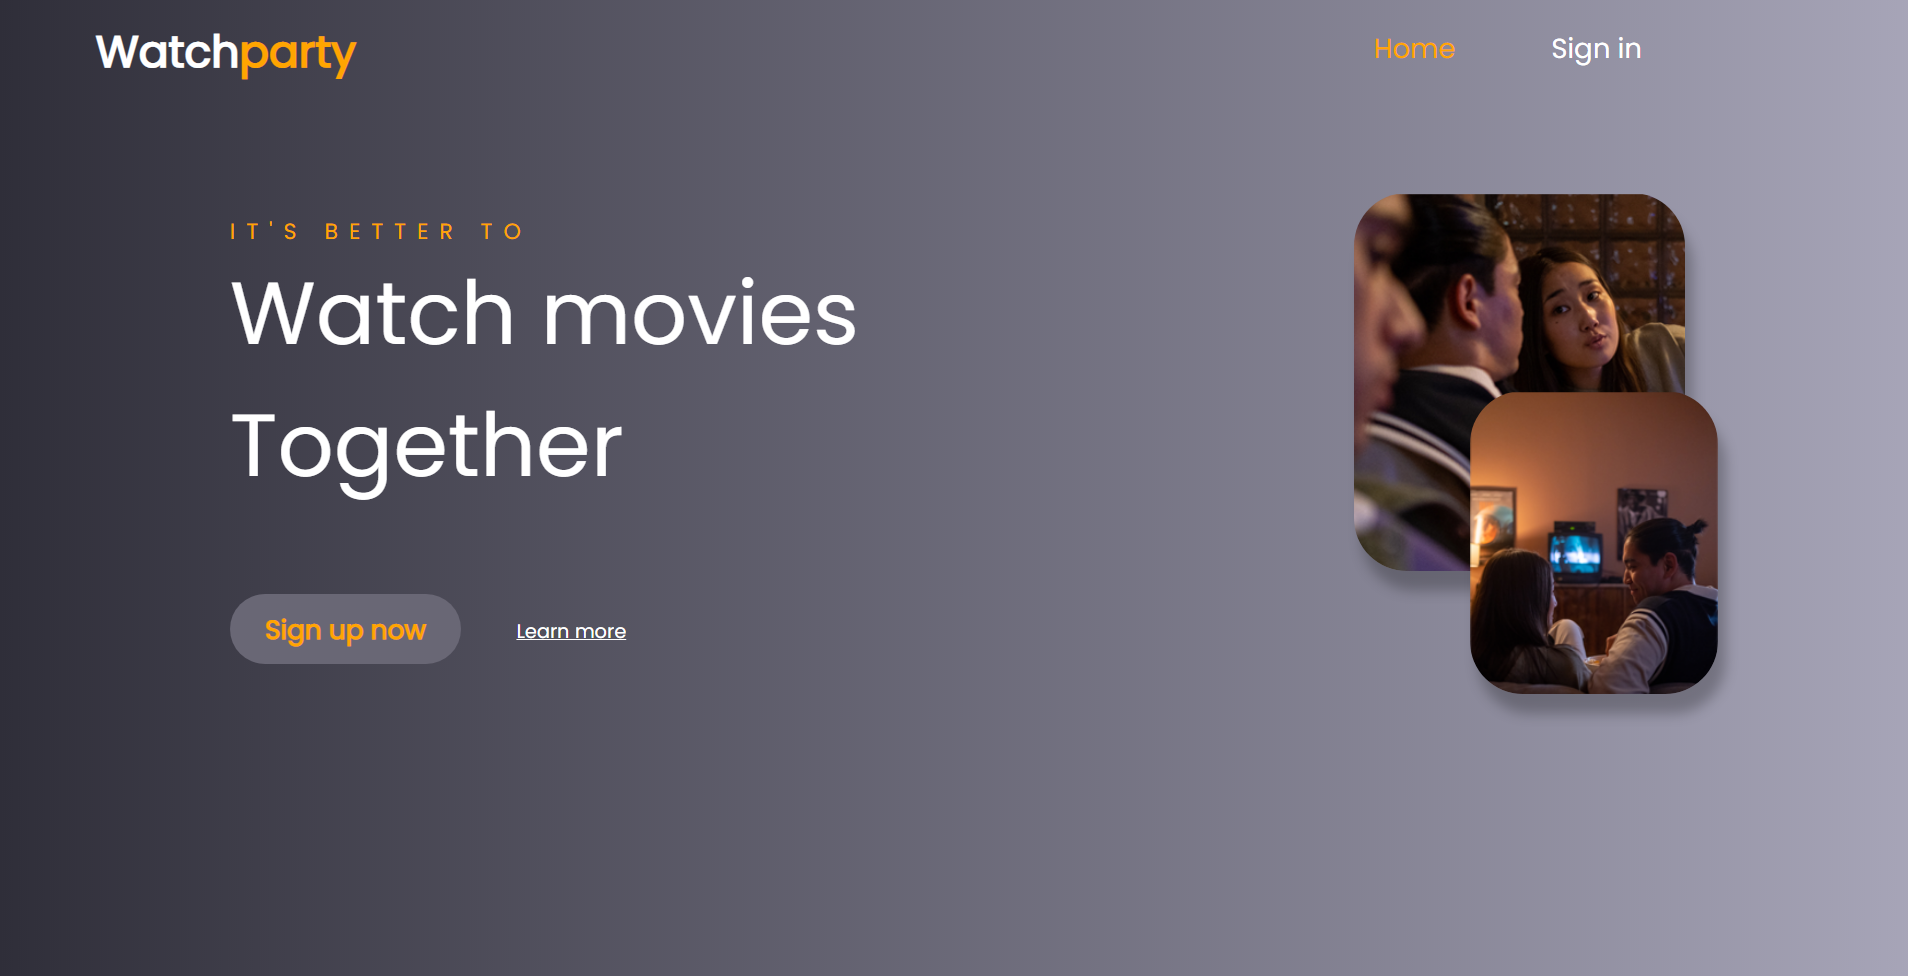 Watchparty
Home
Sign in
IT'S BETTER TO
Watch movies
Together
Sign up now
Learn more